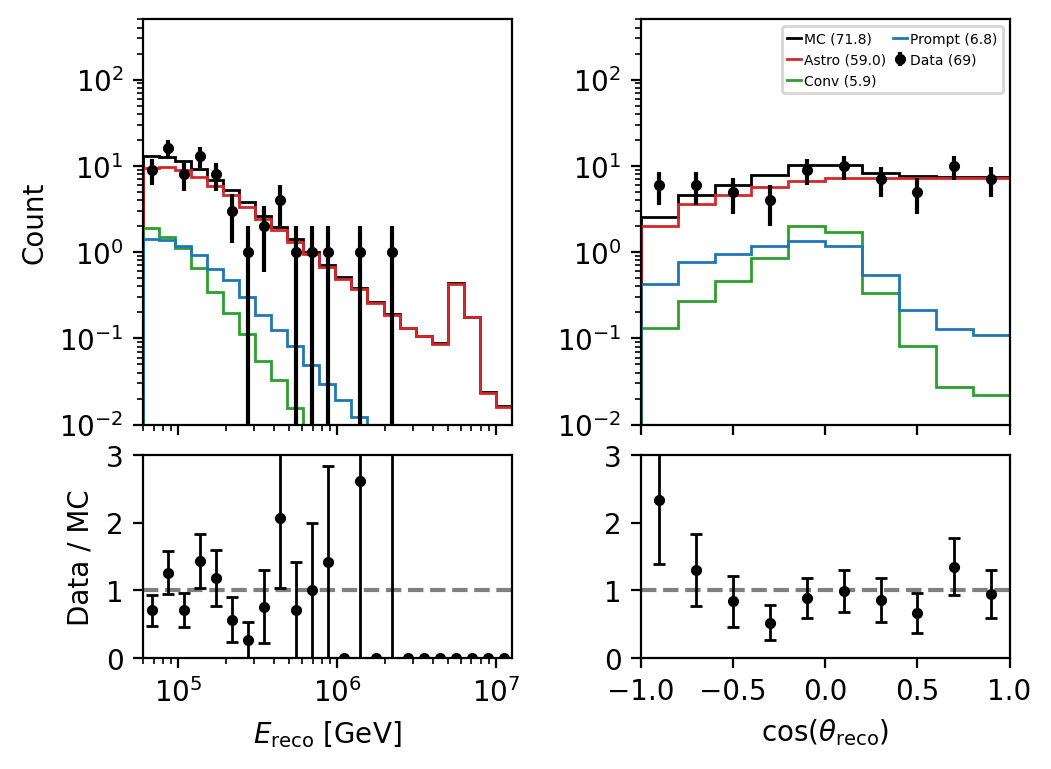 MC (71.8)
Astro (59.0)
Conv (5.9)
Prompt (6.8)
Data (69)
Count
10²
10¹
10⁰
10⁻¹
10⁻²
10²
10¹
10⁰
10⁻¹
10⁻²
Data / MC
3
2
1
0
3
2
1
0
10⁵
10⁶
10⁷
−1.0
−0.5
0.0
0.5
1.0
E_reco [GeV]
cos(θ_reco)